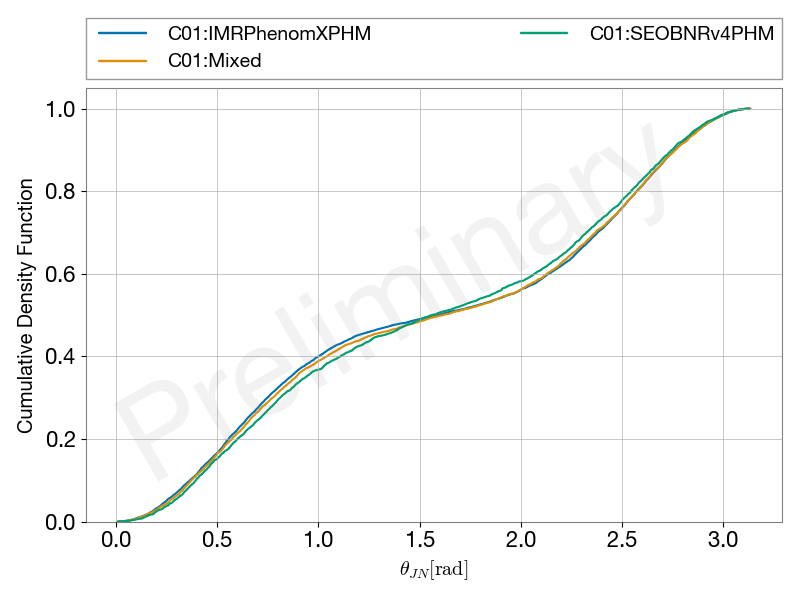 C01:IMRPhenomXPHM
C01:Mixed
C01:SEOBNRv4PHM
Preliminary
Cumulative Density Function
1.0
0.8
0.6
0.4
0.2
0.0
0.0 0.5 1.0 1.5 2.0 2.5 3.0
θ_JN[rad]